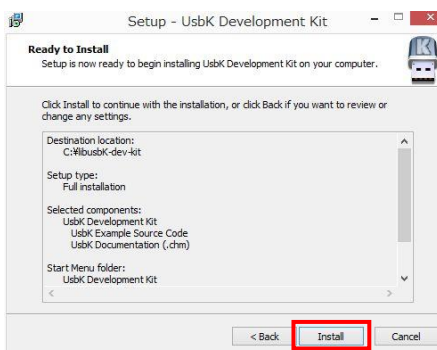 Setup - UsbK Development Kit
Ready to Install
Setup is now ready to begin installing UsbK Development Kit on your computer.
Click Install to continue with the installation, or click Back if you want to review or
change any settings.
Destination location:
C:¥libusbK-dev-kit
Setup type:
Full installation
Selected components:
UsbK Development Kit
UsbK Example Source Code
UsbK Documentation (.chm)
Start Menu folder:
UsbK Development Kit
< Back Install Cancel